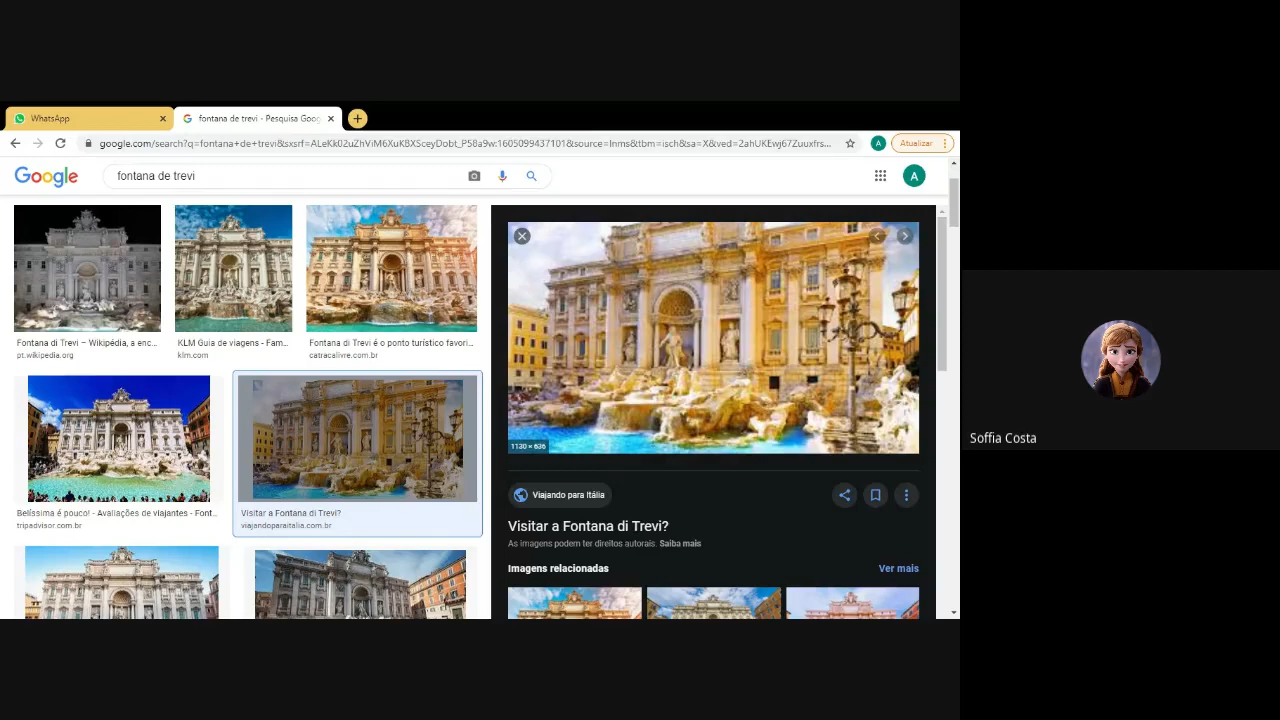 WhatsApp
fontana de trevi - Pesquisa Goog
google.com/search?q=fontana+de+trevi&sxsrf=ALeKk02uZhViM6XuK8XSceyDobt_P58a9w:1605099437101&source=lnms&tbm=isch&sa=X&ved=2ahUKEwj67Zuuxfrs...
A
Atualizar
Google
fontana de trevi
A
Fontana di Trevi – Wikipédia, a enc...
pt.wikipedia.org
KLM Guia de viagens - Fam...
klm.com
Fontana di Trevi é o ponto turístico favori...
catracalivre.com.br
1130 × 636
Belíssima é pouco! - Avaliações de viajantes - Font...
tripadvisor.com.br
Visitar a Fontana di Trevi?
viajandoparaitalia.com.br
Viajando para Itália
Visitar a Fontana di Trevi?
As imagens podem ter direitos autorais. Saiba mais
Imagens relacionadas
Ver mais
Soffia Costa